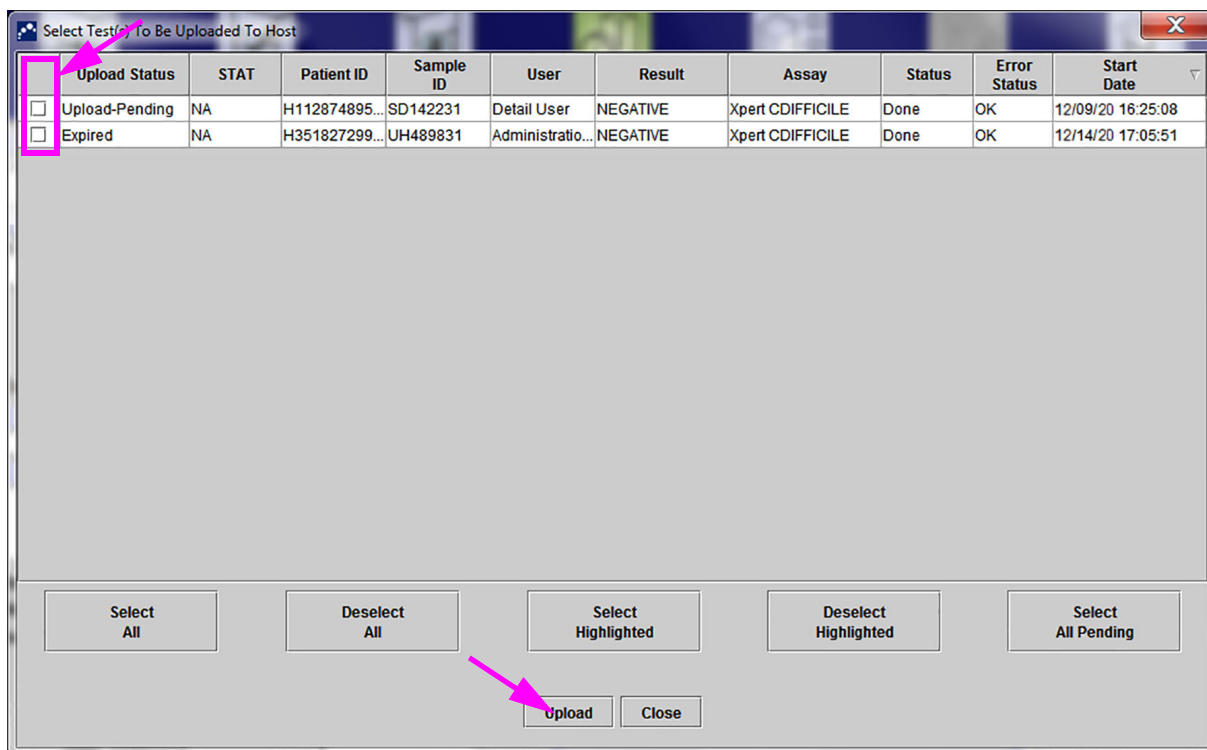 Select Test(s) To Be Uploaded To Host
Upload Status STAT Patient ID Sample ID User Result Assay Status Error Status Start Date
Upload-Pending NA H112874895... SD142231 Detail User NEGATIVE Xpert CDIFFICILE Done OK 12/09/20 16:25:08
Expired NA H351827299... UH489831 Administratio... NEGATIVE Xpert CDIFFICILE Done OK 12/14/20 17:05:51
Select All Deselect All Select Highlighted Deselect Highlighted Select All Pending
Upload Close